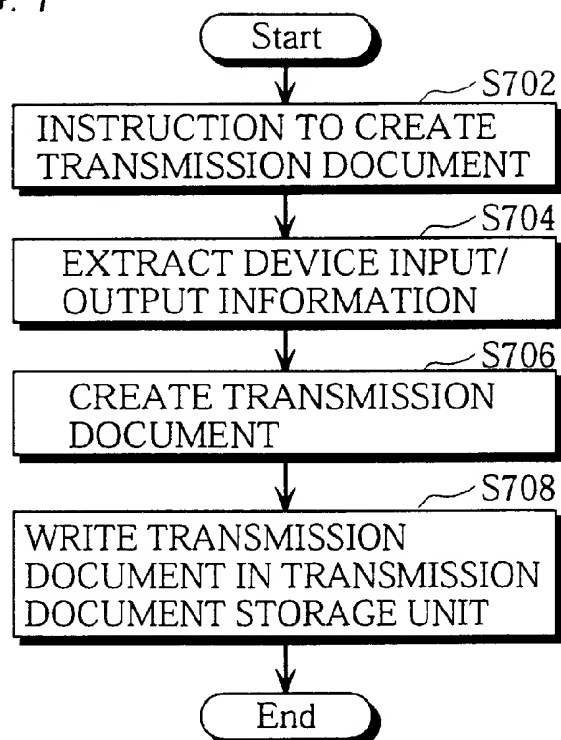 Start
S702
INSTRUCTION TO CREATE
TRANSMISSION DOCUMENT
S704
EXTRACT DEVICE INPUT/
OUTPUT INFORMATION
S706
CREATE TRANSMISSION
DOCUMENT
S708
WRITE TRANSMISSION
DOCUMENT IN TRANSMISSION
DOCUMENT STORAGE UNIT
End